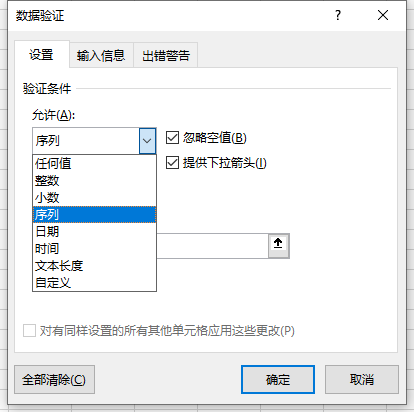 数据验证
?
设置 输入信息 出错警告
验证条件
允许(A):
序列
忽略空值(B)
任何值
提供下拉箭头(I)
整数
小数
序列
日期
时间
文本长度
自定义
对有同样设置的所有其他单元格应用这些更改(P)
全部清除(C) 确定 取消